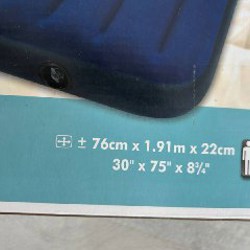 ± 76cm x 1.91m x 22cm
30" x 75" x 8¾"